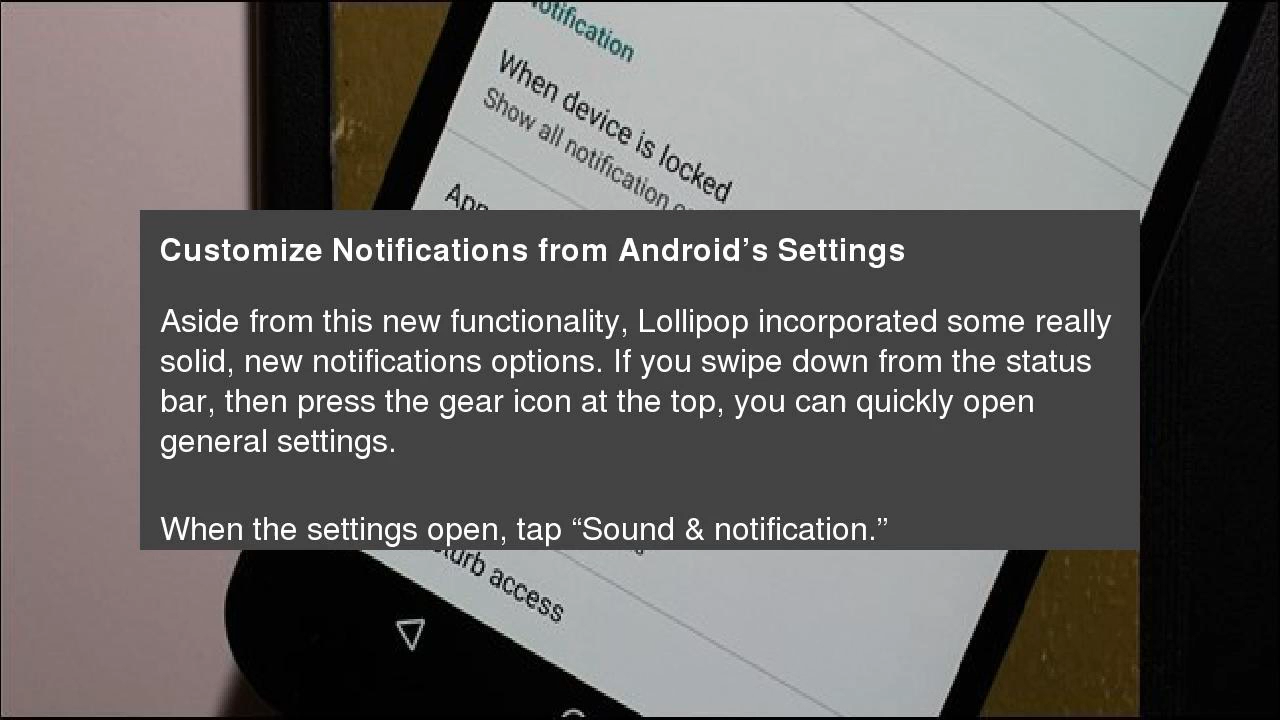 notification
When device is locked
Show all notification
App
Customize Notifications from Android’s Settings
Aside from this new functionality, Lollipop incorporated some really
solid, new notifications options. If you swipe down from the status
bar, then press the gear icon at the top, you can quickly open
general settings.
When the settings open, tap “Sound & notification.”
access